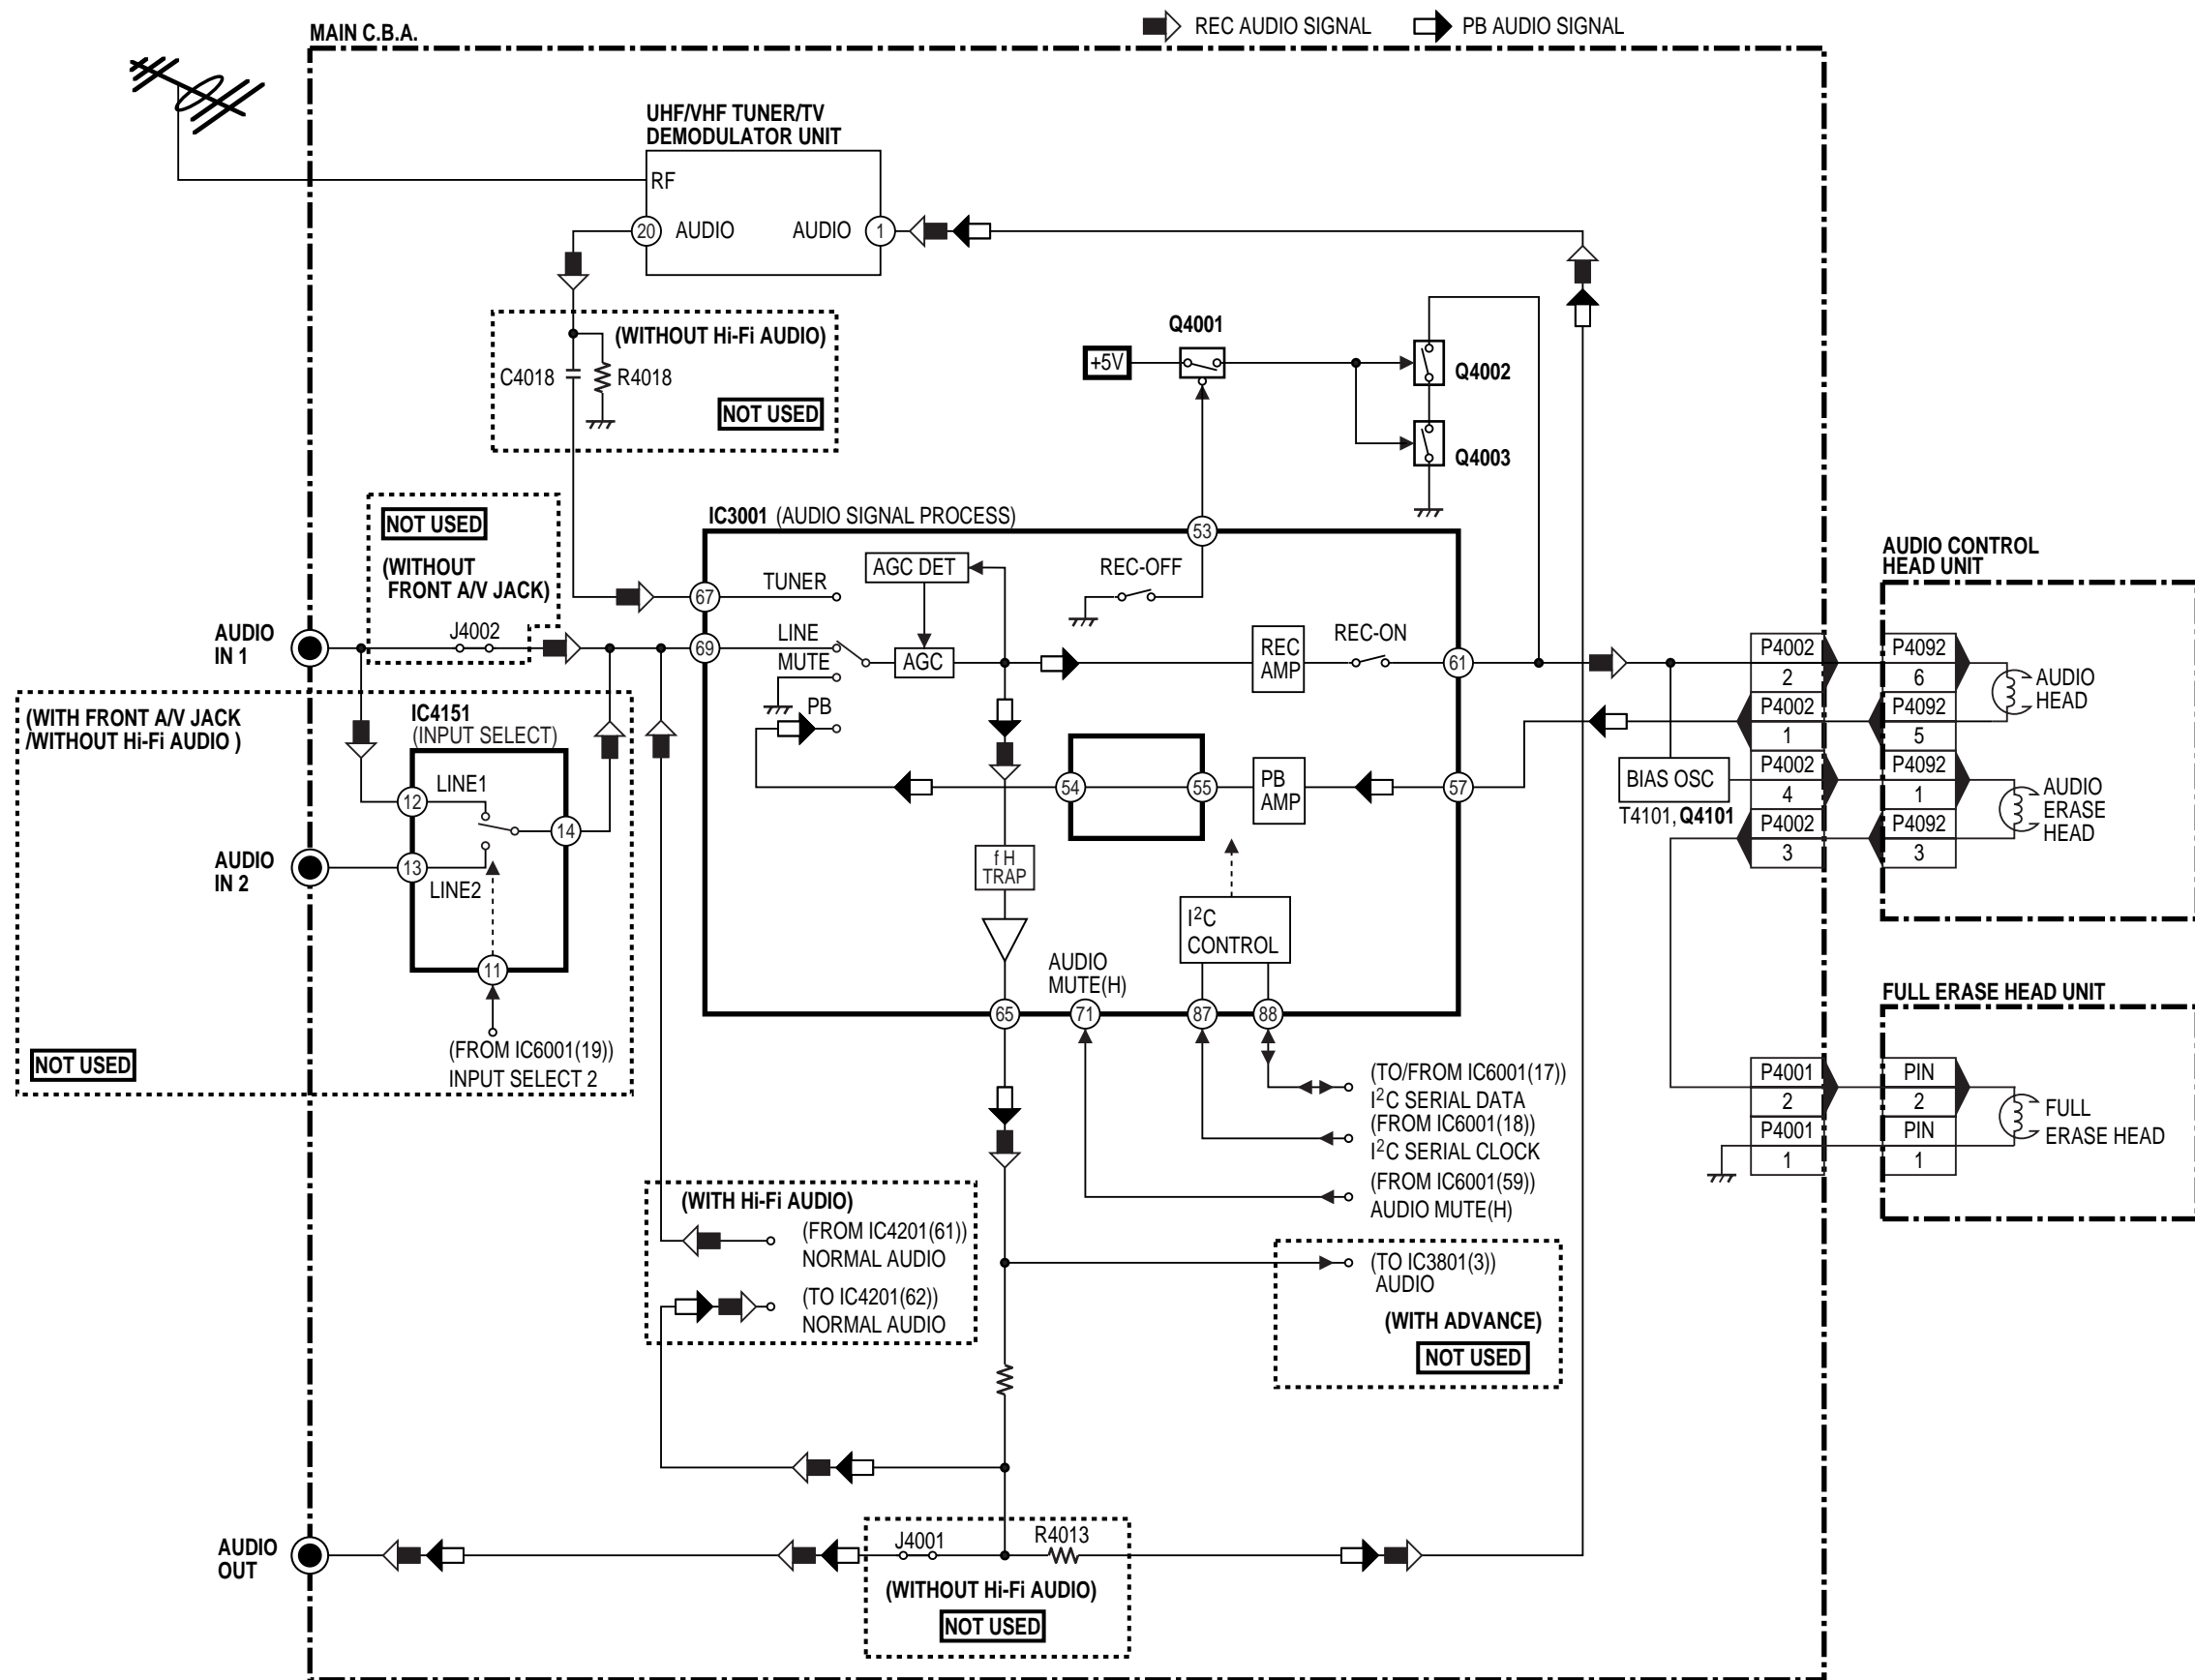 REC AUDIO SIGNAL
PB AUDIO SIGNAL
MAIN C.B.A.
UHF/VHF TUNER/TV
DEMODULATOR UNIT
RF
20 AUDIO
AUDIO 1
(WITHOUT Hi-Fi AUDIO)
C4018
R4018
NOT USED
Q4001
+5V
Q4002
Q4003
NOT USED
(WITHOUT
FRONT A/V JACK)
J4002
AUDIO
IN 1
IC3001 (AUDIO SIGNAL PROCESS)
53
AGC DET
REC-OFF
67
TUNER
69
LINE
MUTE
AGC
PB
REC
AMP
REC-ON
61
54
55
PB
AMP
57
f H
TRAP
I2C
CONTROL
AUDIO
MUTE(H)
65
71
87
88
(WITH FRONT A/V JACK
/WITHOUT Hi-Fi AUDIO )
IC4151
(INPUT SELECT)
LINE1
12
14
13
LINE2
11
AUDIO
IN 2
(FROM IC6001(19))
INPUT SELECT 2
NOT USED
AUDIO CONTROL
HEAD UNIT
P4002
2
P4092
6
AUDIO
HEAD
P4002
1
P4092
5
BIAS OSC
T4101, Q4101
P4002
4
P4092
1
AUDIO
ERASE
HEAD
P4002
3
P4092
3
FULL ERASE HEAD UNIT
P4001
2
PIN
2
FULL
ERASE HEAD
P4001
1
PIN
1
(TO/FROM IC6001(17))
I2C SERIAL DATA
(FROM IC6001(18))
I2C SERIAL CLOCK
(FROM IC6001(59))
AUDIO MUTE(H)
(WITH Hi-Fi AUDIO)
(FROM IC4201(61))
NORMAL AUDIO
(TO IC4201(62))
NORMAL AUDIO
(TO IC3801(3))
AUDIO
(WITH ADVANCE)
NOT USED
AUDIO
OUT
J4001
R4013
(WITHOUT Hi-Fi AUDIO)
NOT USED